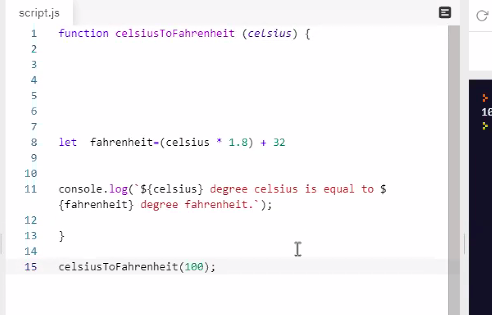 script.js
1 function celsiusToFahrenheit (celsius) {
2
3
4
5
6
7
8 let fahrenheit=(celsius * 1.8) + 32
9
10
11 console.log(`${celsius} degree celsius is equal to $
{fahrenheit} degree fahrenheit.`);
12
13 }
14
15 celsiusToFahrenheit(100);